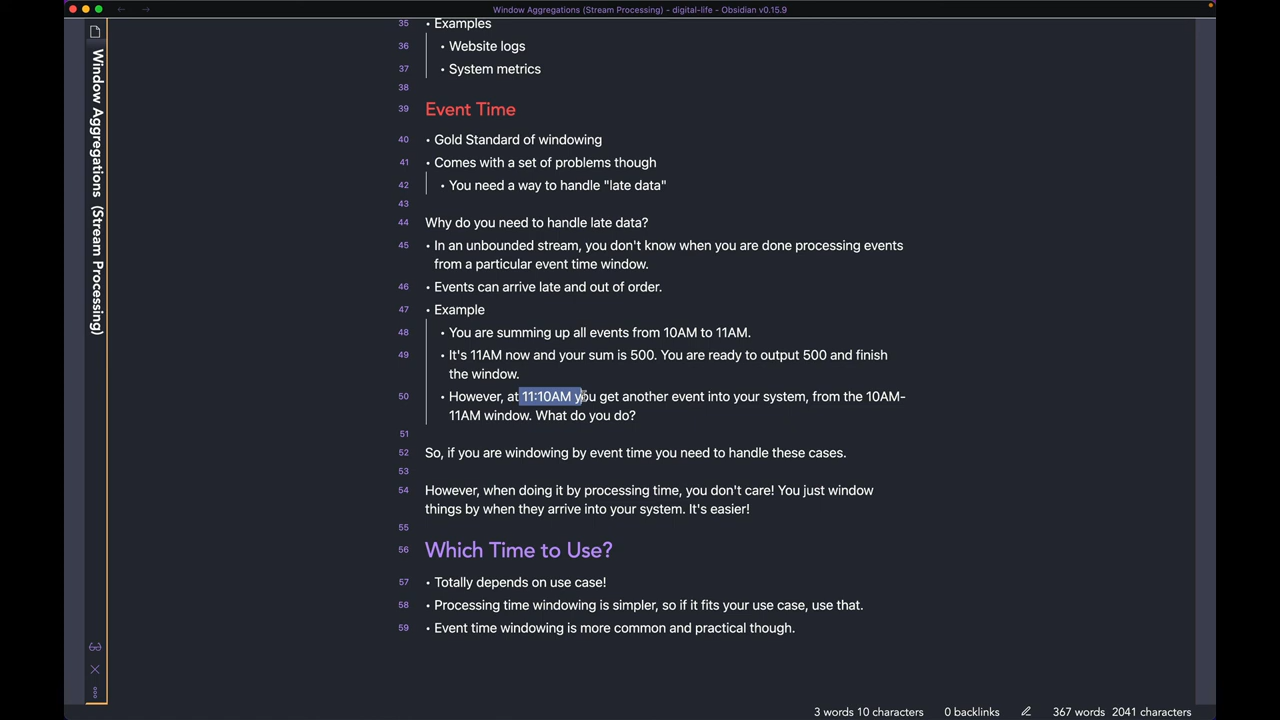 Window Aggregations (Stream Processing) - digital-life - Obsidian v0.15.9
Window Aggregations (Stream Processing)
35 • Examples
36 • Website logs
37 • System metrics
38
39 Event Time
40 • Gold Standard of windowing
41 • Comes with a set of problems though
42 • You need a way to handle "late data"
43
44 Why do you need to handle late data?
45 • In an unbounded stream, you don't know when you are done processing events
from a particular event time window.
46 • Events can arrive late and out of order.
47 • Example
48 • You are summing up all events from 10AM to 11AM.
49 • It's 11AM now and your sum is 500. You are ready to output 500 and finish
the window.
50 • However, at 11:10AM you get another event into your system, from the 10AM-
11AM window. What do you do?
51
52 So, if you are windowing by event time you need to handle these cases.
53
54 However, when doing it by processing time, you don't care! You just window
things by when they arrive into your system. It's easier!
55
56 Which Time to Use?
57 • Totally depends on use case!
58 • Processing time windowing is simpler, so if it fits your use case, use that.
59 • Event time windowing is more common and practical though.
3 words 10 characters 0 backlinks 367 words 2041 characters